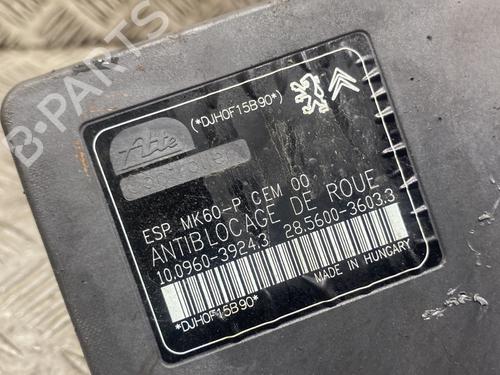 B-PARTS
(*DJH0F15B90*)
Ate
ESP MK60-P CEM 00
ANTIBLOCAGE DE ROUE
10.0960-3924.3 28.5600-3603.3
*DJH0F15B90*
MADE IN HUNGARY